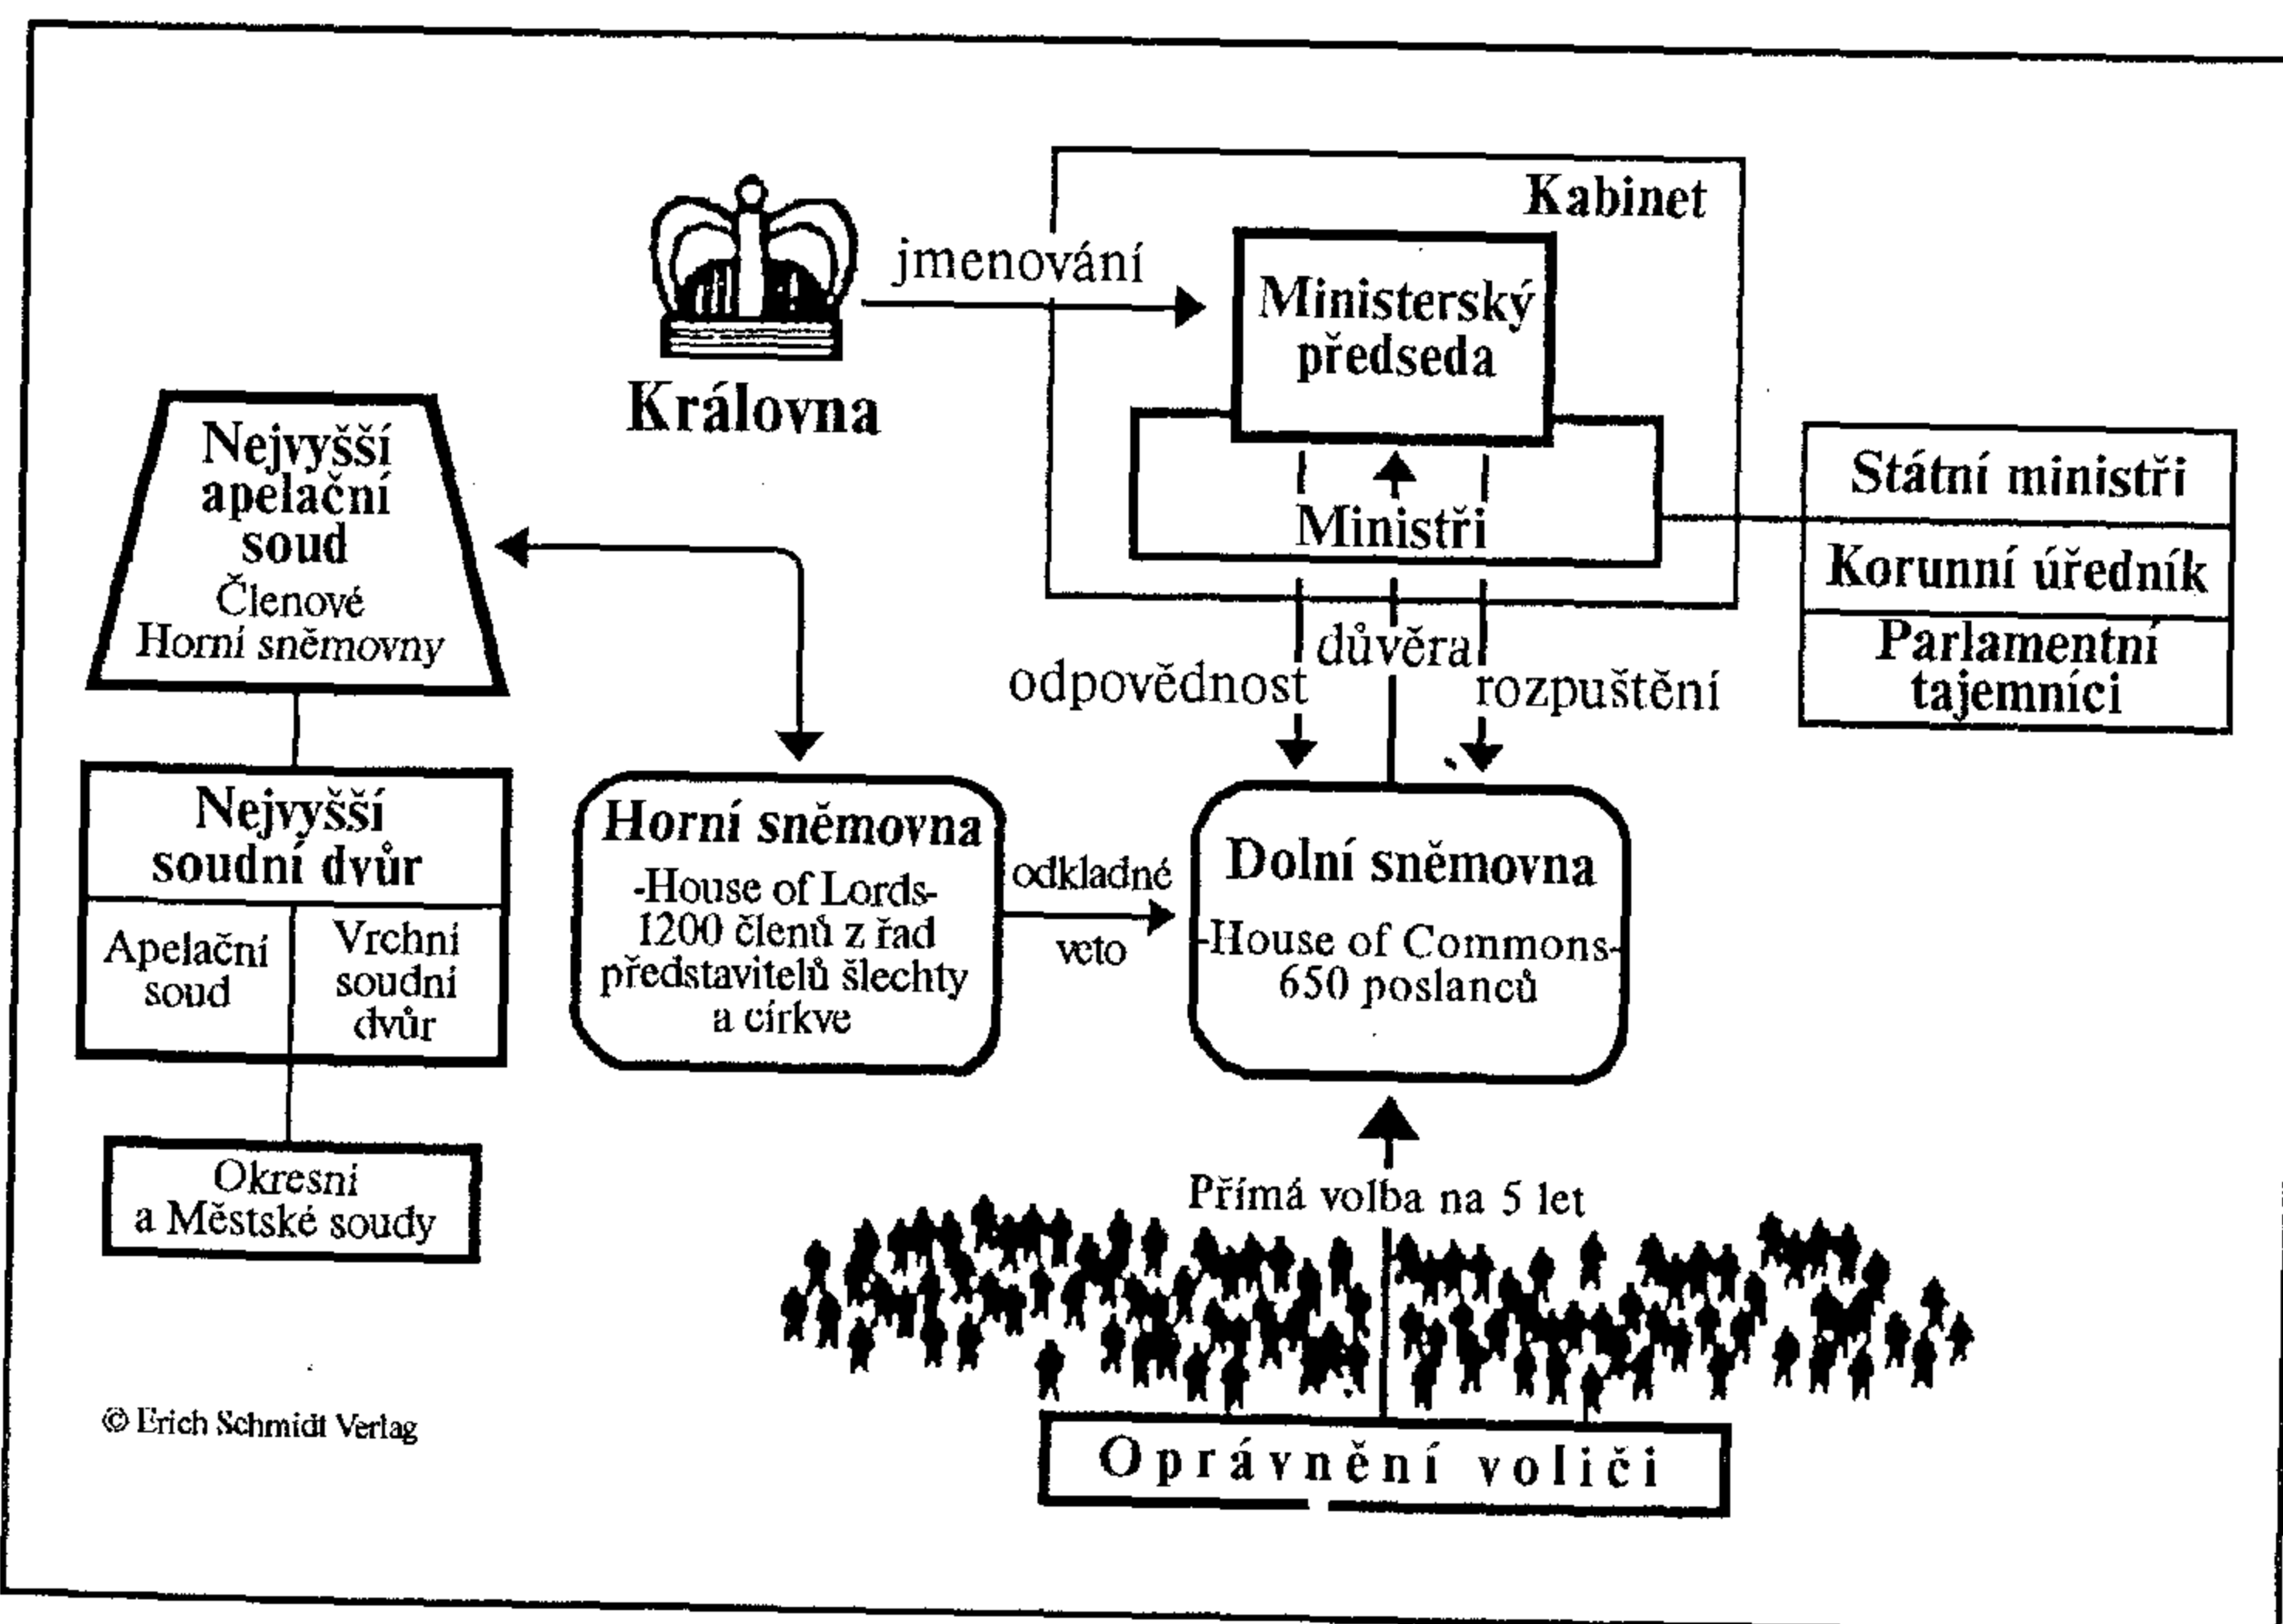 Kabinet
jmenování
Ministerský
předseda
Královna
Ministři
Státní ministři
Korunní úředník
Parlamentní
tajemníci
Nejvyšší
apelační
soud
Členové
Horní sněmovny
odpovědnost
důvěra
rozpuštění
Nejvyšší
soudní dvůr
Apelační
soud
Vrchní
soudní
dvůr
Okresní
a Městské soudy
Horní sněmovna
-House of Lords-
1200 členů z řad
představitelů šlechty
a církve
odkladné
veto
Dolní sněmovna
-House of Commons-
650 poslanců
Přímá volba na 5 let
Oprávnění voliči
© Erich Schmidt Verlag